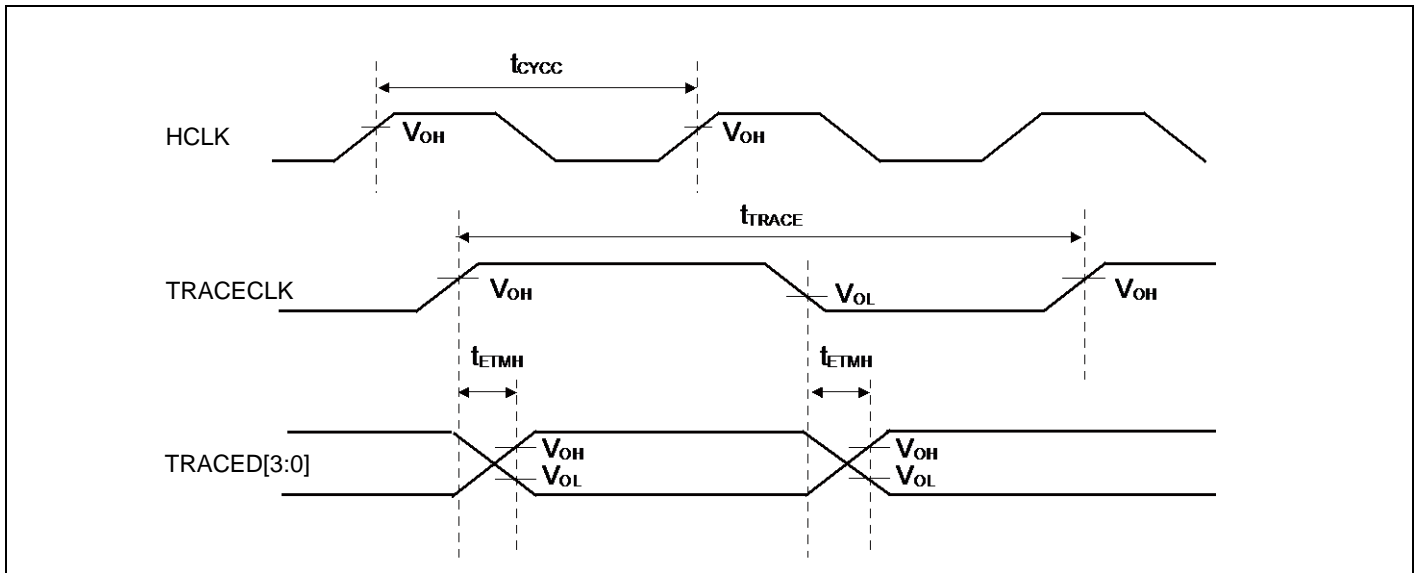 tCYCC
HCLK
VOH
VOH
tTRACE
TRACECLK
VOH
VOL
VOH
tETMH
tETMH
TRACED[3:0]
VOH
VOH
VOL
VOL